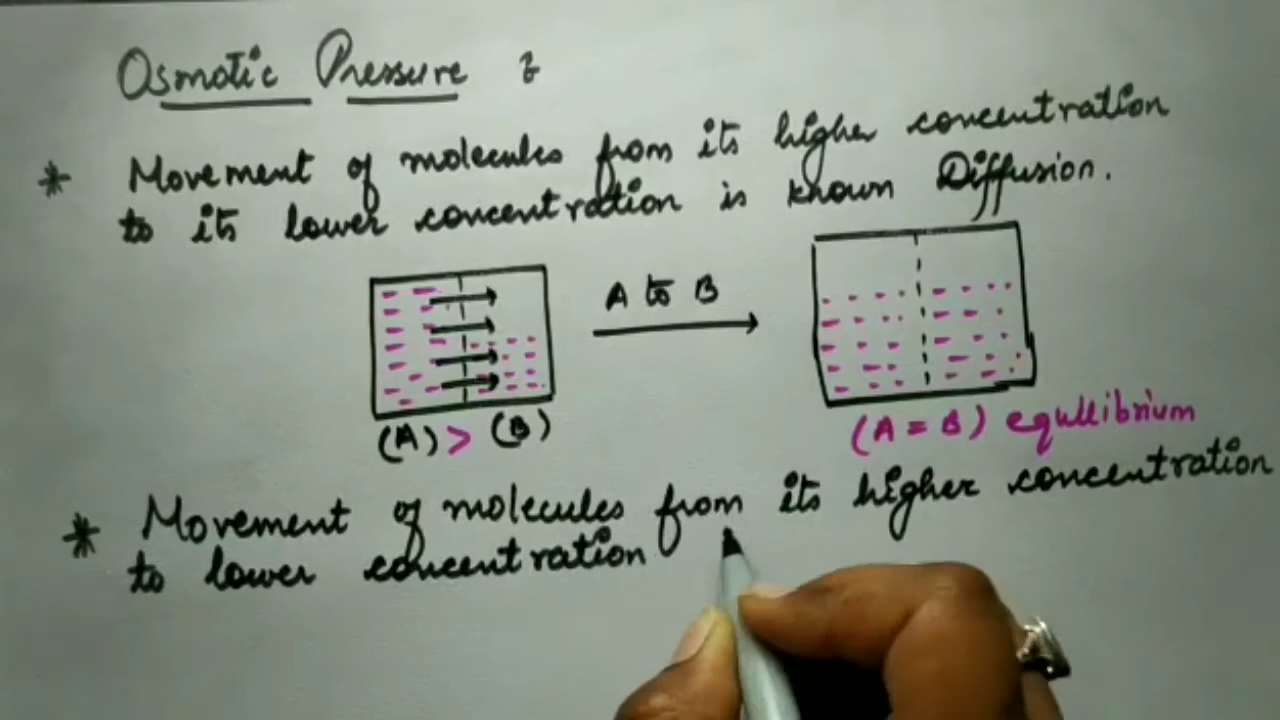 Osmotic Pressure :
* Movement of molecules from its higher concentration
to its lower concentration is known Diffusion.
A to B
(A) > (B)
(A = B) equllibrium
* Movement of molecules from its higher concentration
to lower concentration